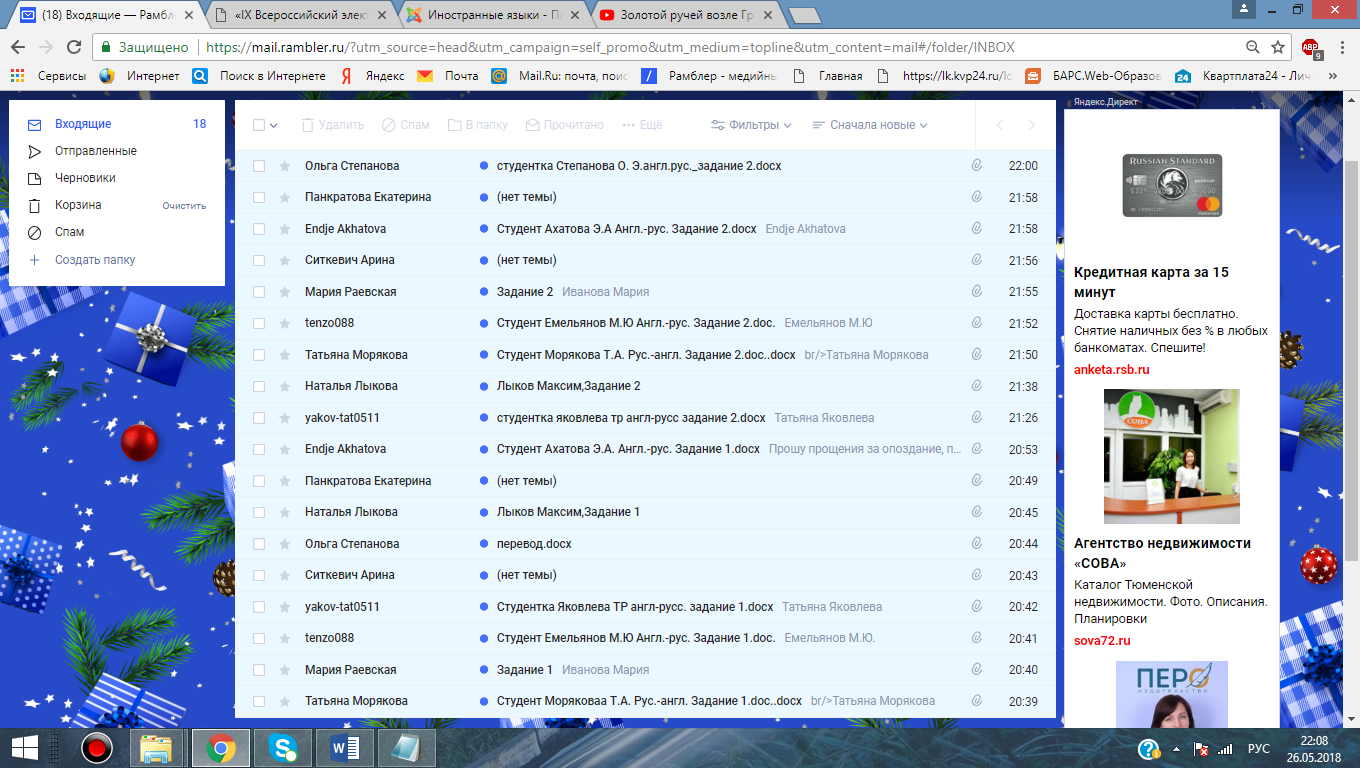 (18) Входящие — Рамбле
«IX Всероссийский элект
Иностранные языки - Па
Золотой ручей возле Гр
Защищено https://mail.rambler.ru/?utm_source=head&utm_campaign=self_promo&utm_medium=topline&utm_content=mail#/folder/INBOX
ABP 9
Сервисы Интернет Поиск в Интернете Яндекс Почта Mail.Ru: почта, поис Рамблер - медийны Главная https://lk.kvp24.ru/lo БАРС.Web-Образов Квартплата24 - Личн »
Входящие 18
Отправленные
Черновики
Корзина Очистить
Спам
Создать папку
Удалить Спам В папку Прочитано Ещё Фильтры Сначала новые
Ольга Степанова студентка Степанова О. Э.англ.рус._задание 2.docx 22:00
Панкратова Екатерина (нет темы) 21:58
Endje Akhatova Студент Ахатова Э.А Англ.-рус. Задание 2.docx Endje Akhatova 21:58
Ситкевич Арина (нет темы) 21:56
Мария Раевская Задание 2 Иванова Мария 21:55
tenzo088 Студент Емельянов М.Ю Англ.-рус. Задание 2.doc. Емельянов М.Ю 21:52
Татьяна Морякова Студент Морякова Т.А. Рус.-англ. Задание 2.doc..docx br/>Татьяна Морякова 21:50
Наталья Лыкова Лыков Максим,Задание 2 21:38
yakov-tat0511 студентка яковлева тр англ-русс задание 2.docx Татьяна Яковлева 21:26
Endje Akhatova Студент Ахатова Э.А. Англ.-рус. Задание 1.docx Прошу прощения за опоздание, п... 20:53
Панкратова Екатерина (нет темы) 20:49
Наталья Лыкова Лыков Максим,Задание 1 20:45
Ольга Степанова перевод.docx 20:44
Ситкевич Арина (нет темы) 20:43
yakov-tat0511 Студентка Яковлева ТР англ-русс. задание 1.docx Татьяна Яковлева 20:42
tenzo088 Студент Емельянов М.Ю Англ.-рус. Задание 1.doc. Емельянов М.Ю. 20:41
Мария Раевская Задание 1 Иванова Мария 20:40
Татьяна Морякова Студент Моряковаа Т.А. Рус.-англ. Задание 1.doc..docx br/>Татьяна Морякова 20:39
Яндекс.Директ
RUSSIAN STANDARD
platinum
Кредитная карта за 15
минут
Доставка карты бесплатно.
Снятие наличных без % в любых
банкоматах. Спешите!
anketa.rsb.ru
СОВА
Агентство недвижимости
«СОВА»
Каталог Тюменской
недвижимости. Фото. Описания.
Планировки
sova72.ru
ПЕРО
ИЗДАТЕЛЬСТВО
РУС
22:08
26.05.2018